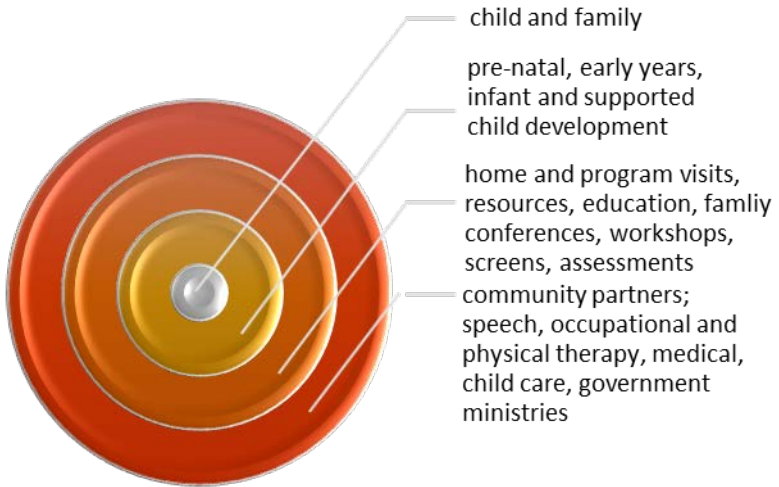 child and family
pre-natal, early years,
infant and supported
child development
home and program visits,
resources, education, famliy
conferences, workshops,
screens, assessments
community partners;
speech, occupational and
physical therapy, medical,
child care, government
ministries